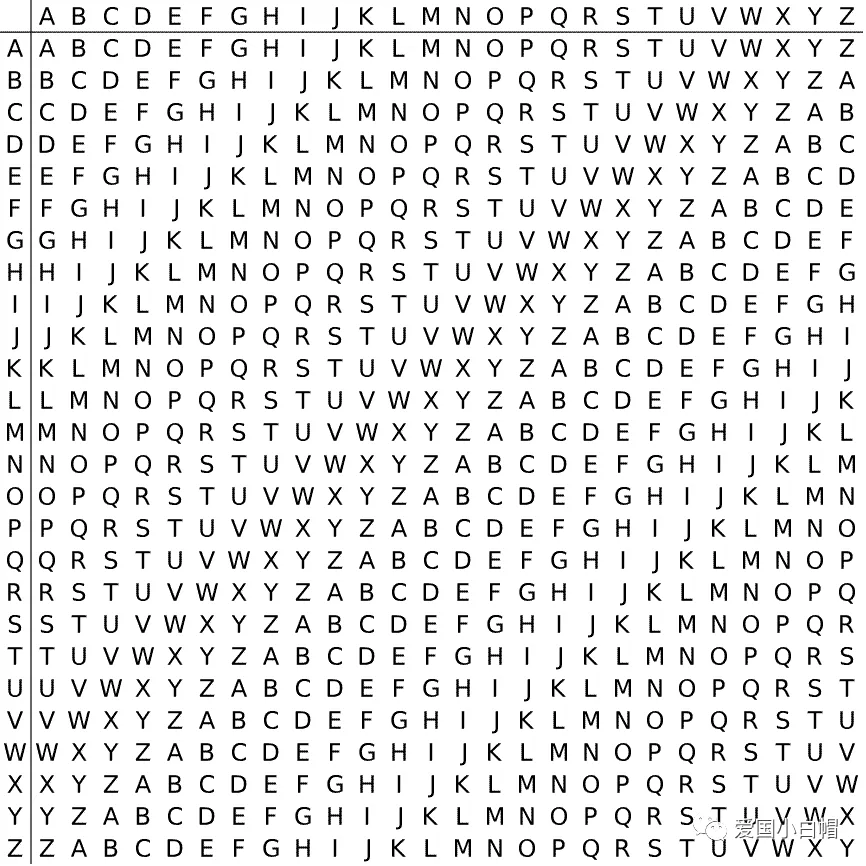 A B C D E F G H I J K L M N O P Q R S T U V W X Y Z
A A B C D E F G H I J K L M N O P Q R S T U V W X Y Z
B B C D E F G H I J K L M N O P Q R S T U V W X Y Z A
C C D E F G H I J K L M N O P Q R S T U V W X Y Z A B
D D E F G H I J K L M N O P Q R S T U V W X Y Z A B C
E E F G H I J K L M N O P Q R S T U V W X Y Z A B C D
F F G H I J K L M N O P Q R S T U V W X Y Z A B C D E
G G H I J K L M N O P Q R S T U V W X Y Z A B C D E F
H H I J K L M N O P Q R S T U V W X Y Z A B C D E F G
I I J K L M N O P Q R S T U V W X Y Z A B C D E F G H
J J K L M N O P Q R S T U V W X Y Z A B C D E F G H I
K K L M N O P Q R S T U V W X Y Z A B C D E F G H I J
L L M N O P Q R S T U V W X Y Z A B C D E F G H I J K
M M N O P Q R S T U V W X Y Z A B C D E F G H I J K L
N N O P Q R S T U V W X Y Z A B C D E F G H I J K L M
O O P Q R S T U V W X Y Z A B C D E F G H I J K L M N
P P Q R S T U V W X Y Z A B C D E F G H I J K L M N O
Q Q R S T U V W X Y Z A B C D E F G H I J K L M N O P
R R S T U V W X Y Z A B C D E F G H I J K L M N O P Q
S S T U V W X Y Z A B C D E F G H I J K L M N O P Q R
T T U V W X Y Z A B C D E F G H I J K L M N O P Q R S
U U V W X Y Z A B C D E F G H I J K L M N O P Q R S T
V V W X Y Z A B C D E F G H I J K L M N O P Q R S T U
W W X Y Z A B C D E F G H I J K L M N O P Q R S T U V
X X Y Z A B C D E F G H I J K L M N O P Q R S T U V W
Y Y Z A B C D E F G H I J K L M N O P Q R S T U V W X
Z Z A B C D E F G H I J K L M N O P Q R S T U V W X Y
爱国小白帽